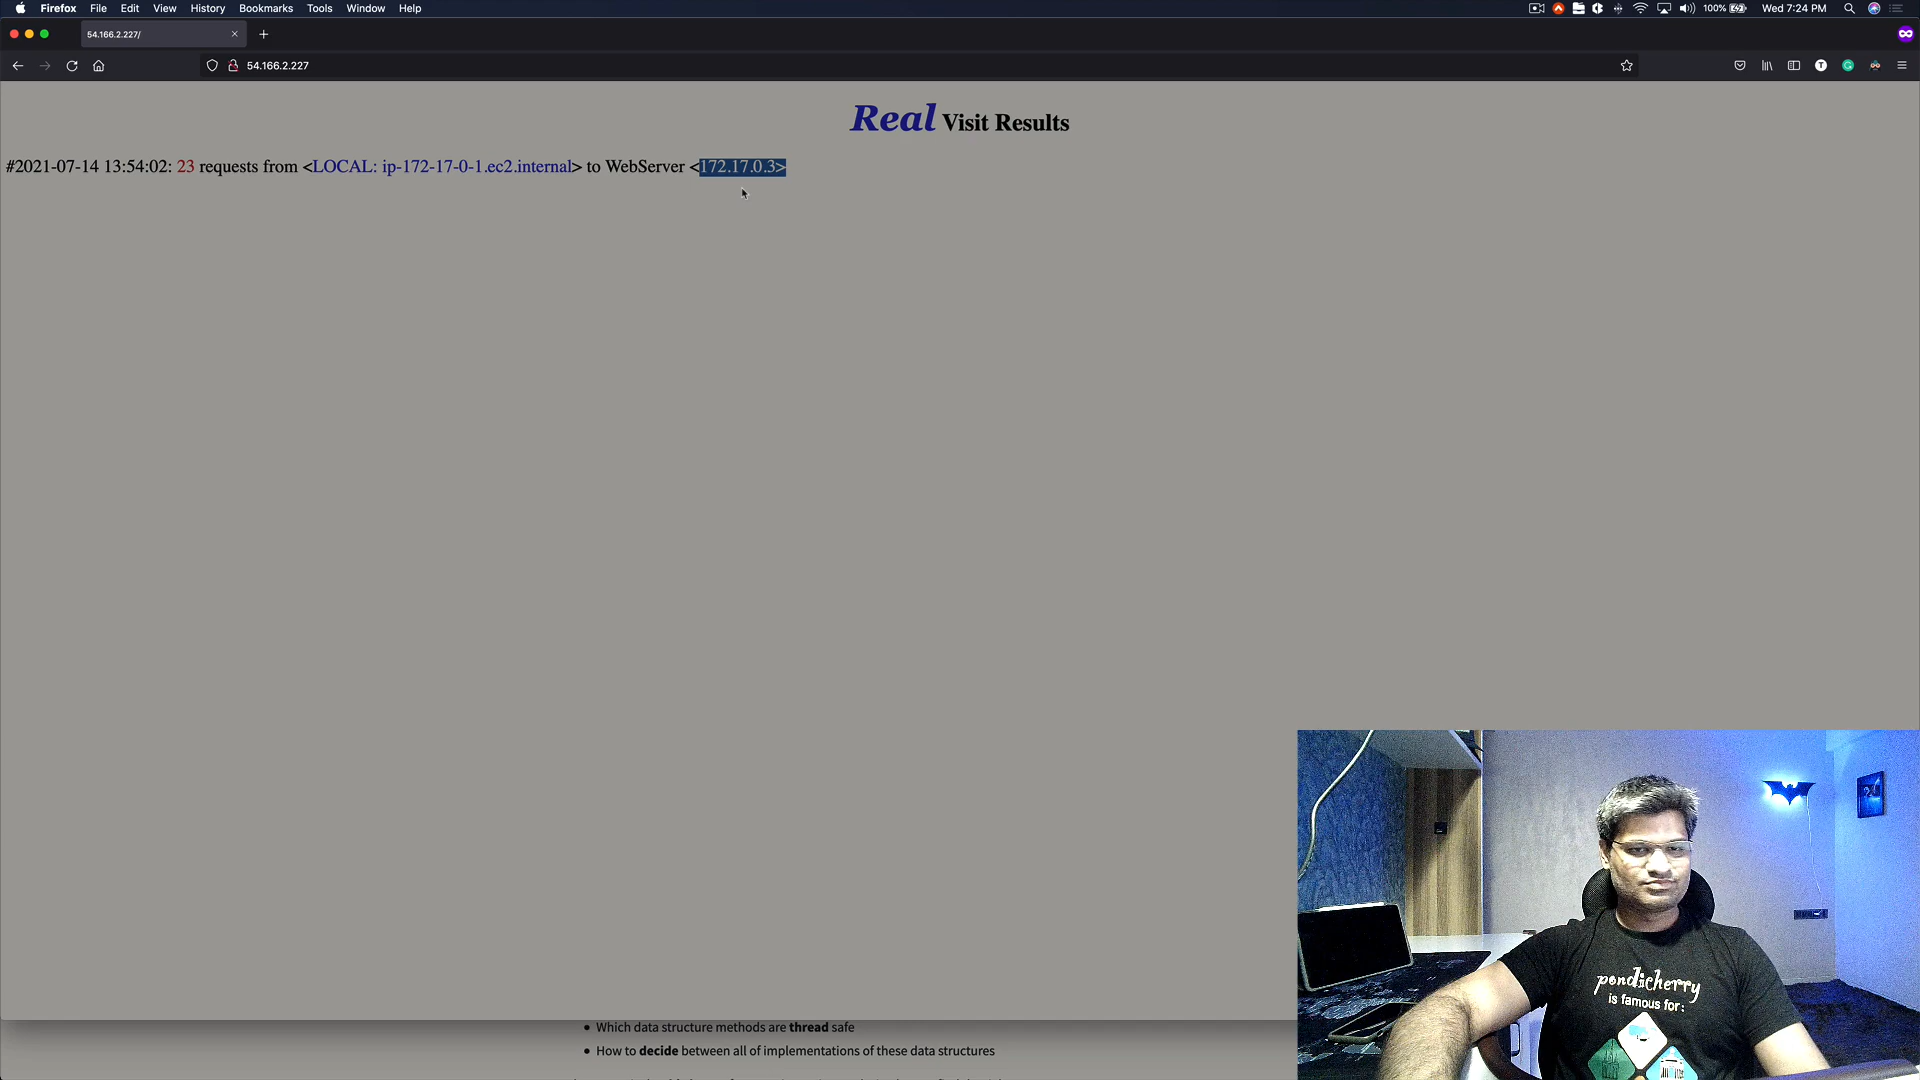 Firefox File Edit View History Bookmarks Tools Window Help 100% Wed 7:24 PM
54.166.2.227/
54.166.2.227
Real Visit Results
#2021-07-14 13:54:02: 23 requests from <LOCAL: ip-172-17-0-1.ec2.internal> to WebServer <172.17.0.3>
pondicherry
is famous for:
• Which data structure methods are thread safe
• How to decide between all of implementations of these data structures